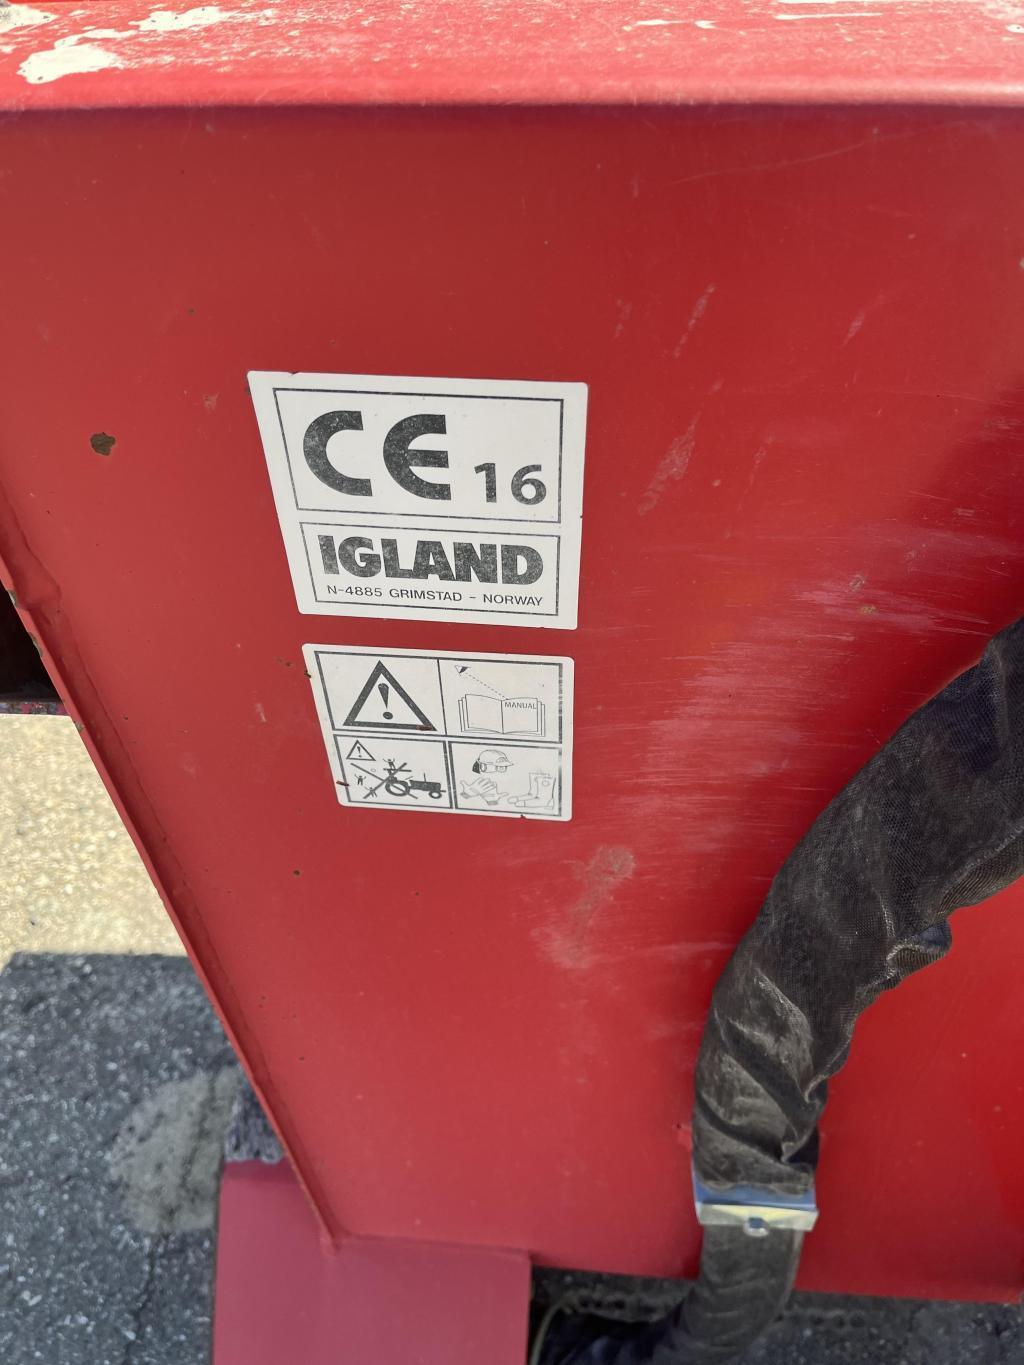 CE 16
IGLAND
N-4885 GRIMSTAD - NORWAY
MANUAL